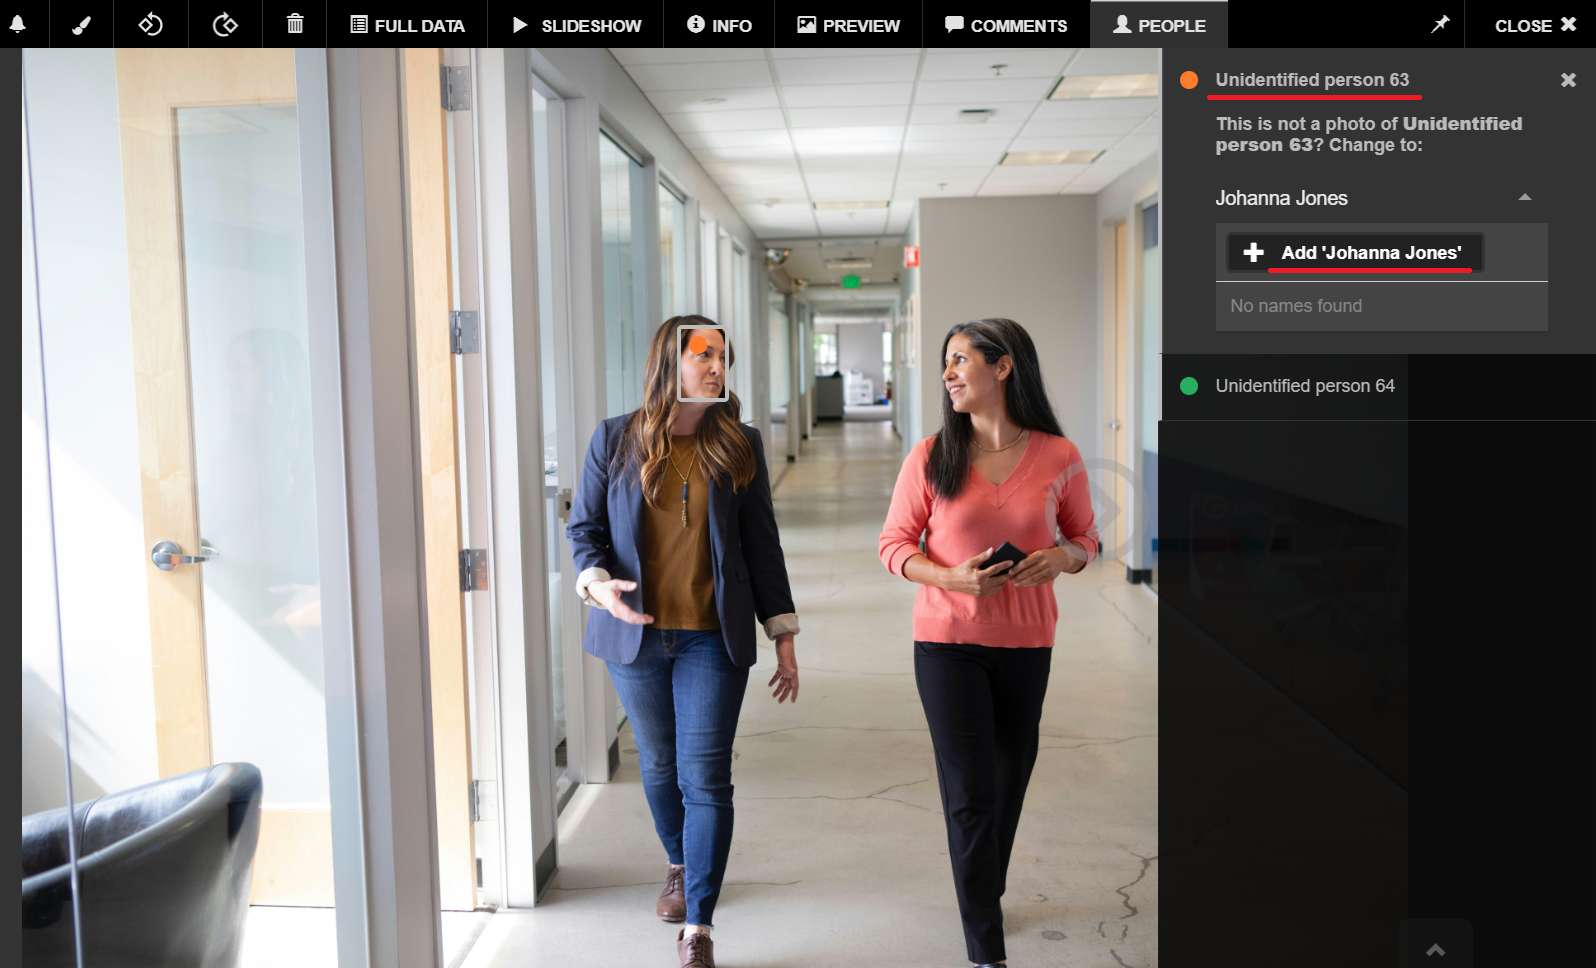 FULL DATA
SLIDESHOW
INFO
PREVIEW
COMMENTS
PEOPLE
CLOSE
Unidentified person 63
This is not a photo of Unidentified
person 63? Change to:
Johanna Jones
Add 'Johanna Jones'
No names found
Unidentified person 64